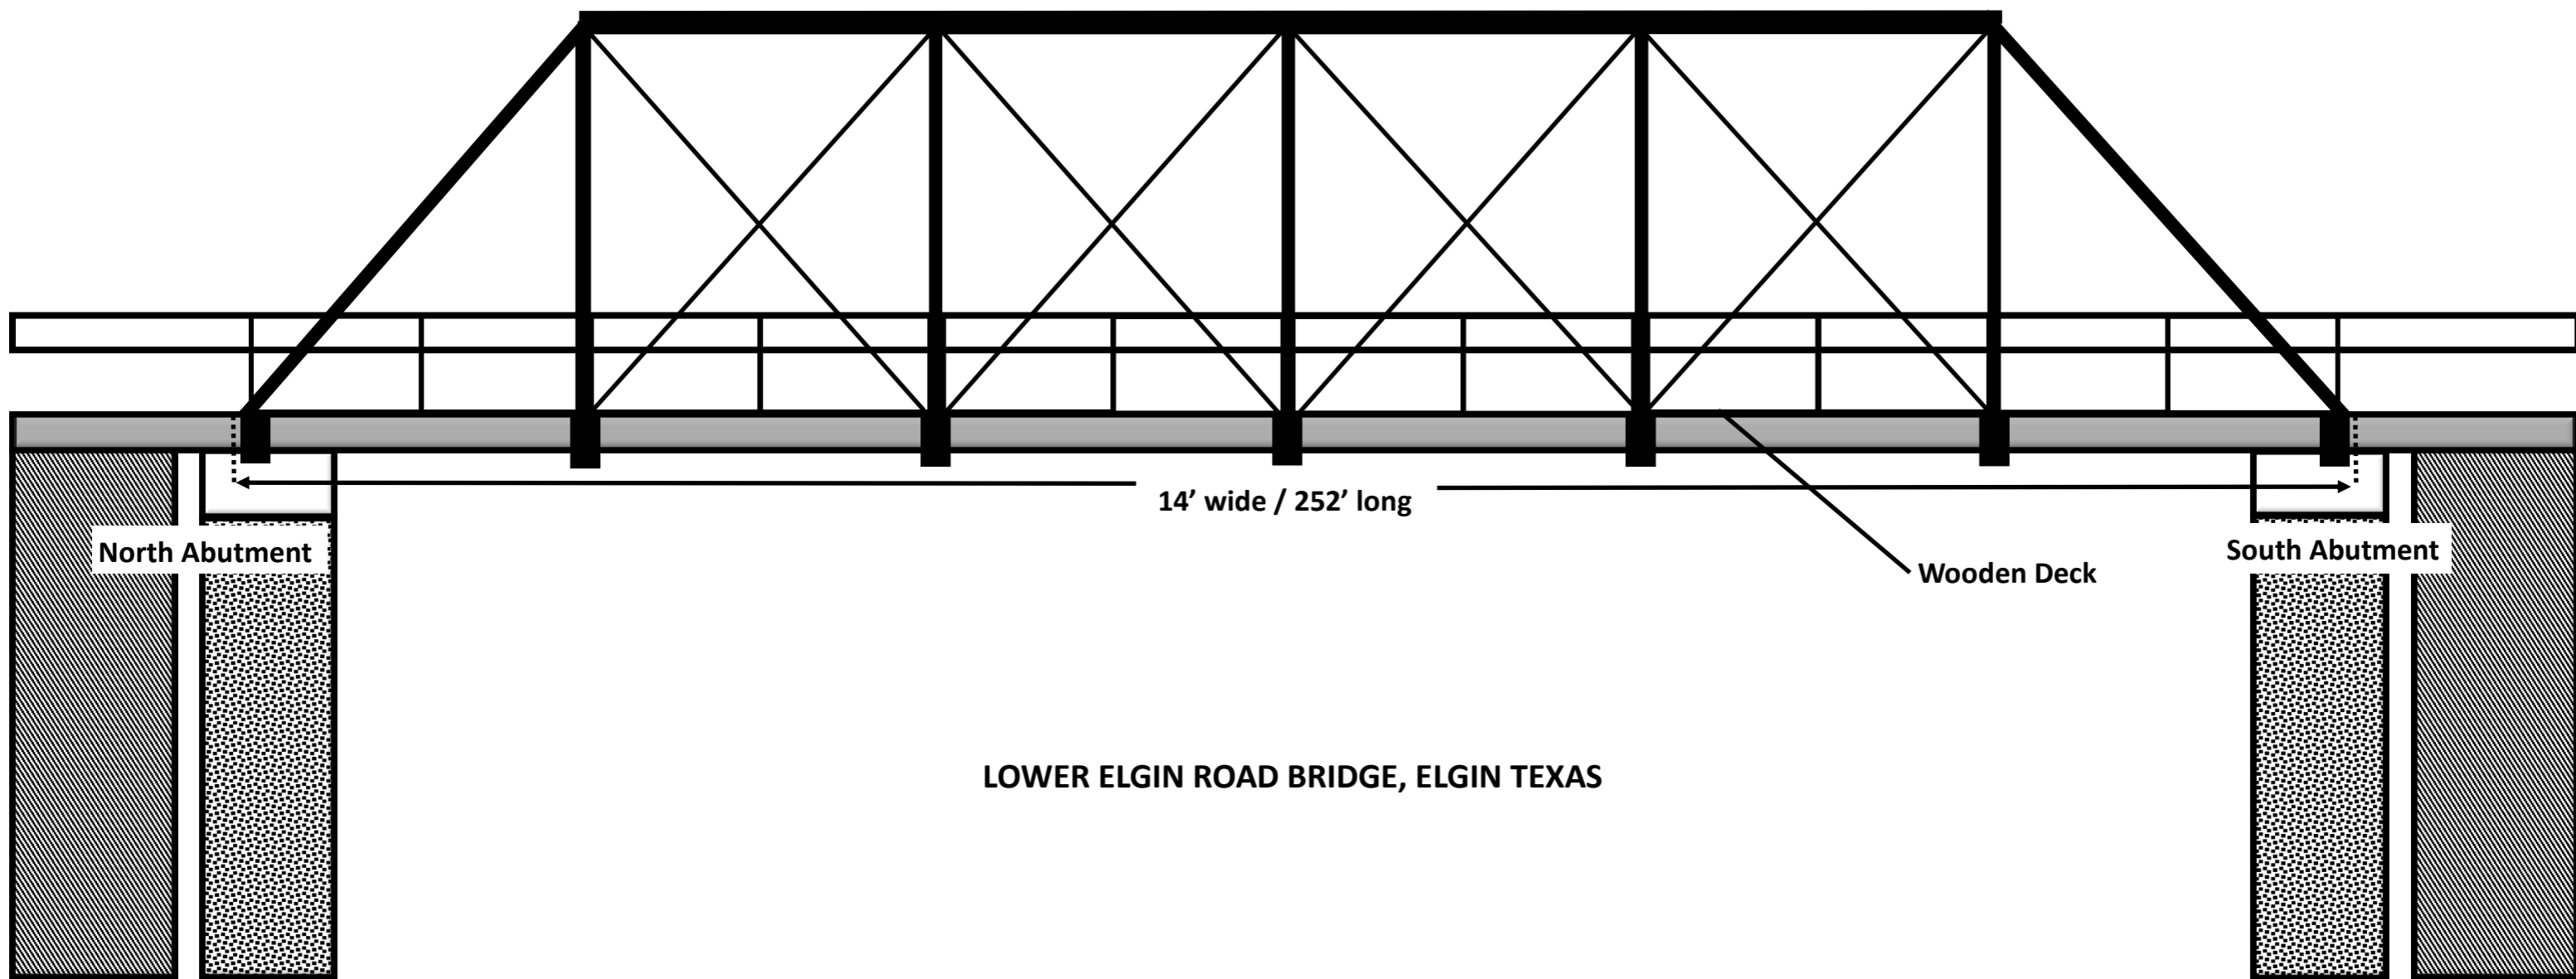 14’ wide / 252’ long
North Abutment
South Abutment
Wooden Deck
LOWER ELGIN ROAD BRIDGE, ELGIN TEXAS